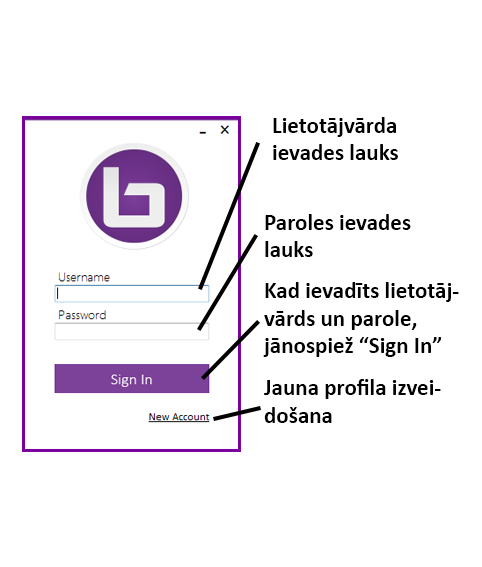 Lietotājvārda
ievades lauks
Paroles ievades
lauks
Kad ievadīts lietotāj-
vārds un parole,
jānospiež “Sign In”
Jauna profila izvei-
došana
Username
Password
Sign In
New Account